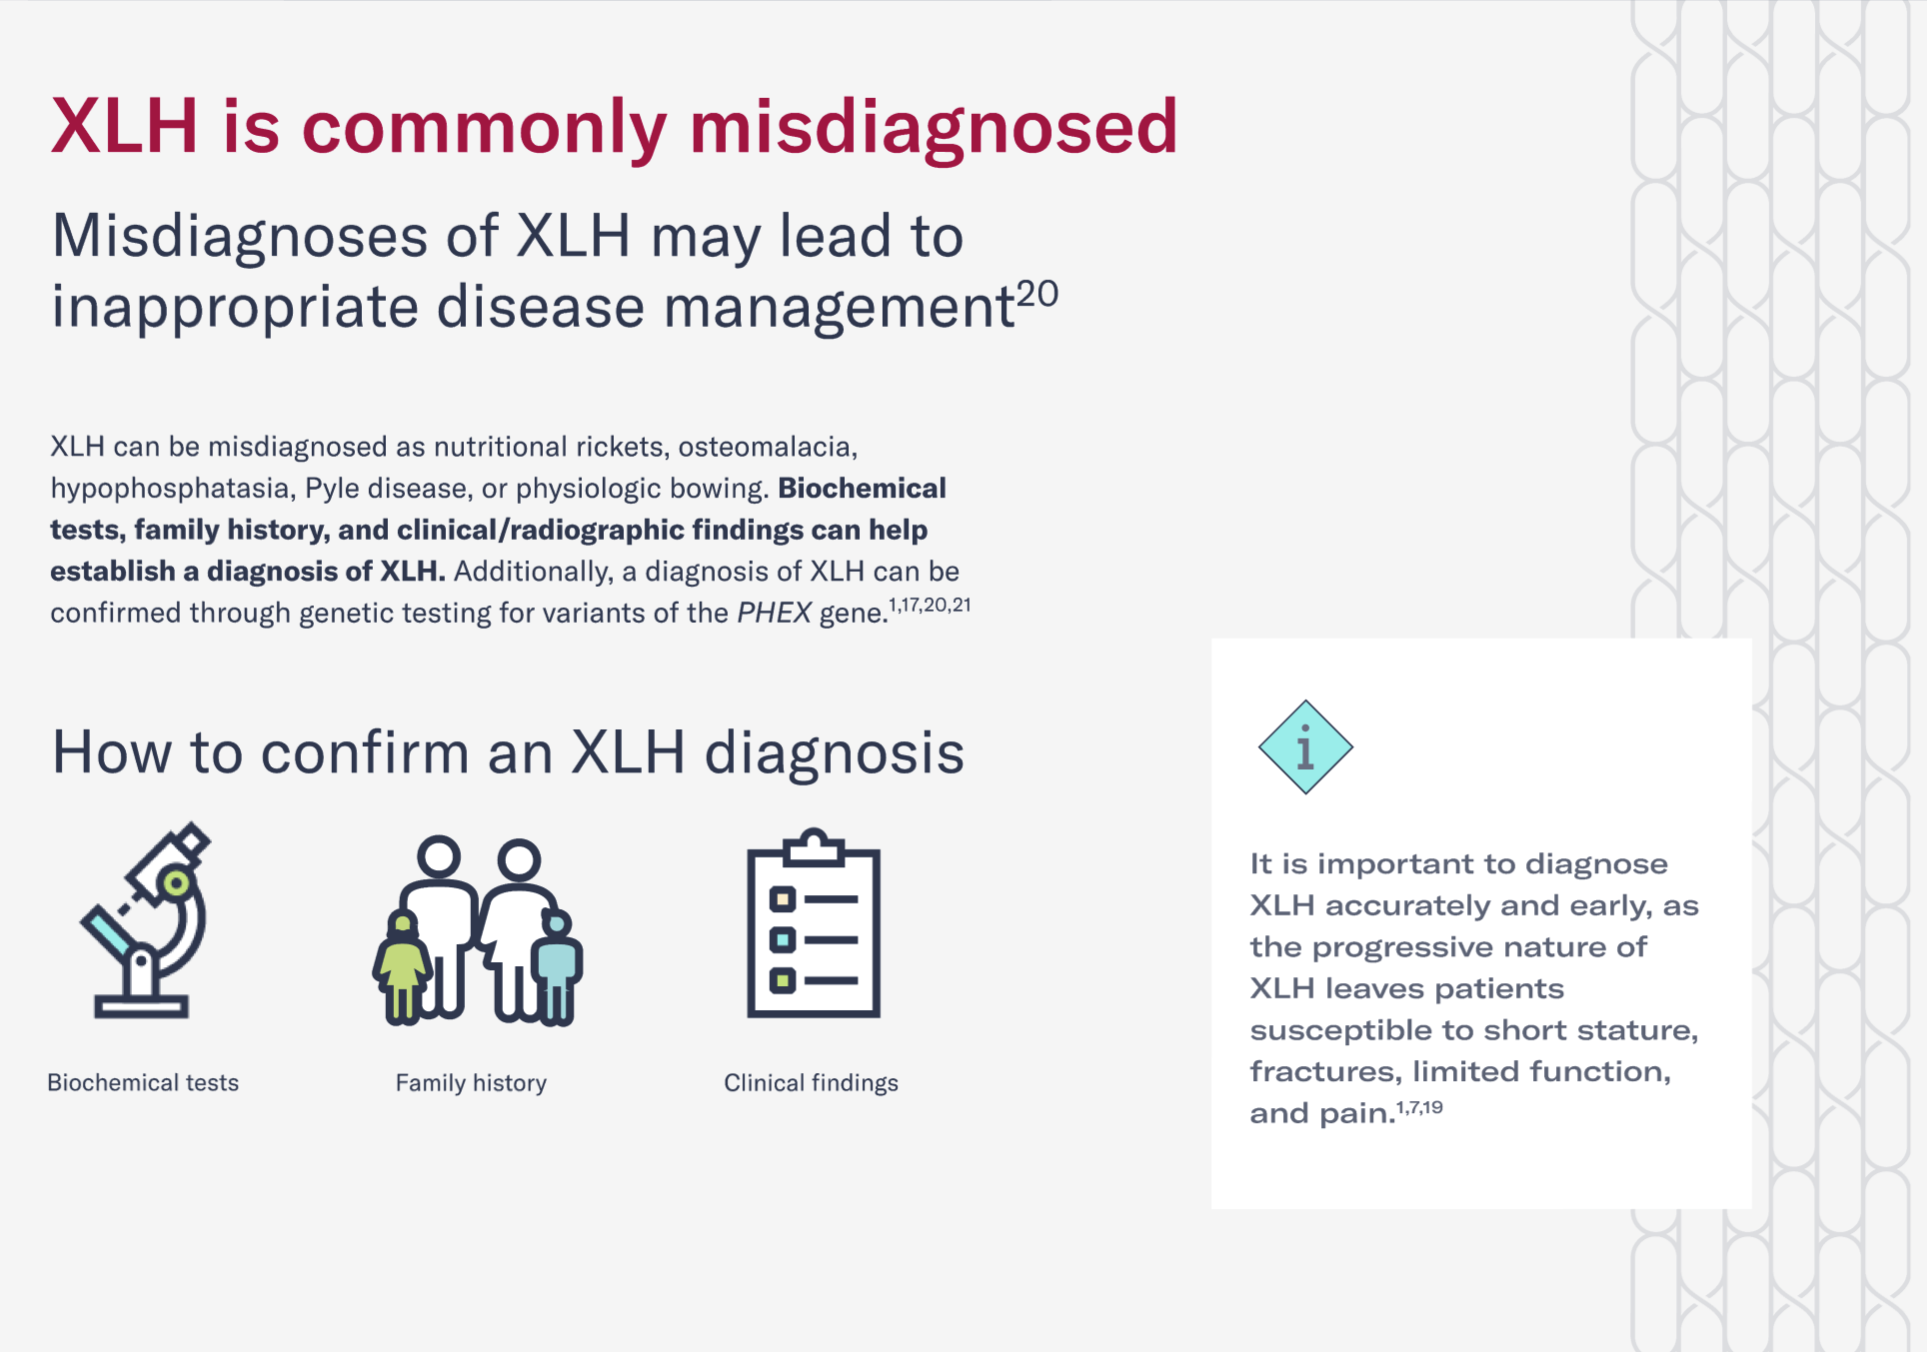 XLH is commonly misdiagnosed
Misdiagnoses of XLH may lead to
inappropriate disease management20
XLH can be misdiagnosed as nutritional rickets, osteomalacia,
hypophosphatasia, Pyle disease, or physiologic bowing. Biochemical
tests, family history, and clinical/radiographic findings can help
establish a diagnosis of XLH. Additionally, a diagnosis of XLH can be
confirmed through genetic testing for variants of the PHEX gene.1,17,20,21
How to confirm an XLH diagnosis
Biochemical tests
Family history
Clinical findings
i
It is important to diagnose
XLH accurately and early, as
the progressive nature of
XLH leaves patients
susceptible to short stature,
fractures, limited function,
and pain.1,7,19